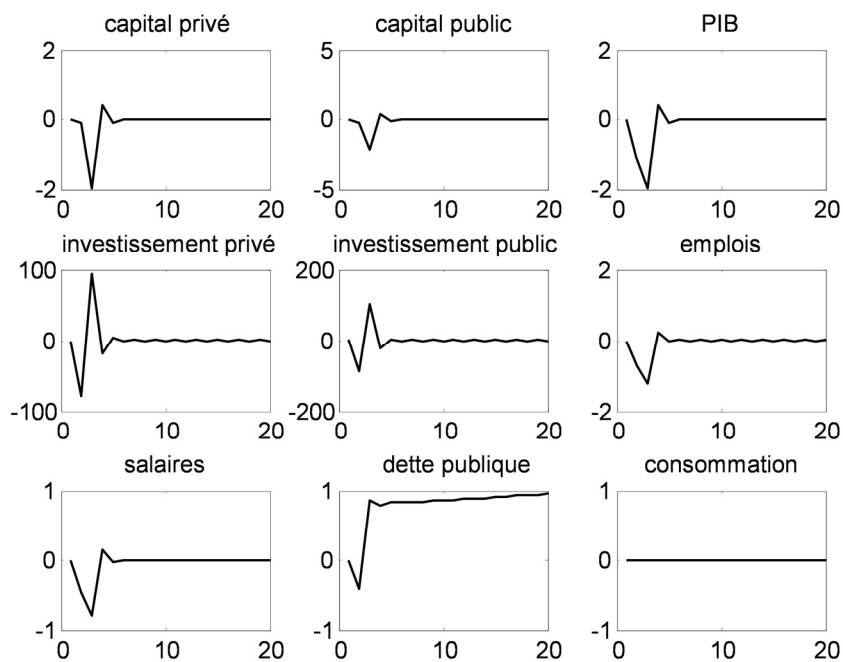 capital privé capital public PIB
2 5 2
0 0 0
-2 -5 -2
0 10 20 0 10 20 0 10 20
investissement privé investissement public emplois
100 200 2
0 0 0
-100 -200 -2
0 10 20 0 10 20 0 10 20
salaires dette publique consommation
1 1 1
0 0 0
-1 -1 -1
0 10 20 0 10 20 0 10 20